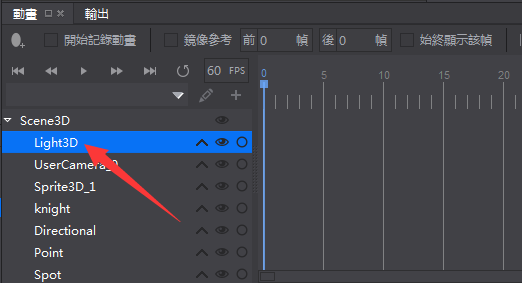 動畫 輸出
開始記錄動畫 鏡像參考 前 0 幀 後 0 幀 始終顯示該幀
60 FPS
0 5 10 15 20
Scene3D
Light3D
UserCamera_0
Sprite3D_1
knight
Directional
Point
Spot